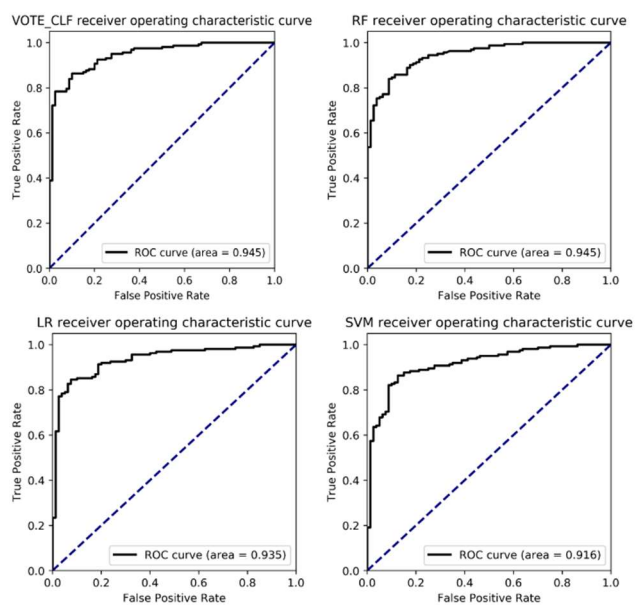 VOTE_CLF receiver operating characteristic curve
1.0
0.8
0.6
0.4
0.2
0.0
True Positive Rate
ROC curve (area = 0.945)
0.0 0.2 0.4 0.6 0.8 1.0
False Positive Rate
RF receiver operating characteristic curve
1.0
0.8
0.6
0.4
0.2
0.0
True Positive Rate
ROC curve (area = 0.945)
0.0 0.2 0.4 0.6 0.8 1.0
False Positive Rate
LR receiver operating characteristic curve
1.0
0.8
0.6
0.4
0.2
0.0
True Positive Rate
ROC curve (area = 0.935)
0.0 0.2 0.4 0.6 0.8 1.0
False Positive Rate
SVM receiver operating characteristic curve
1.0
0.8
0.6
0.4
0.2
0.0
True Positive Rate
ROC curve (area = 0.916)
0.0 0.2 0.4 0.6 0.8 1.0
False Positive Rate